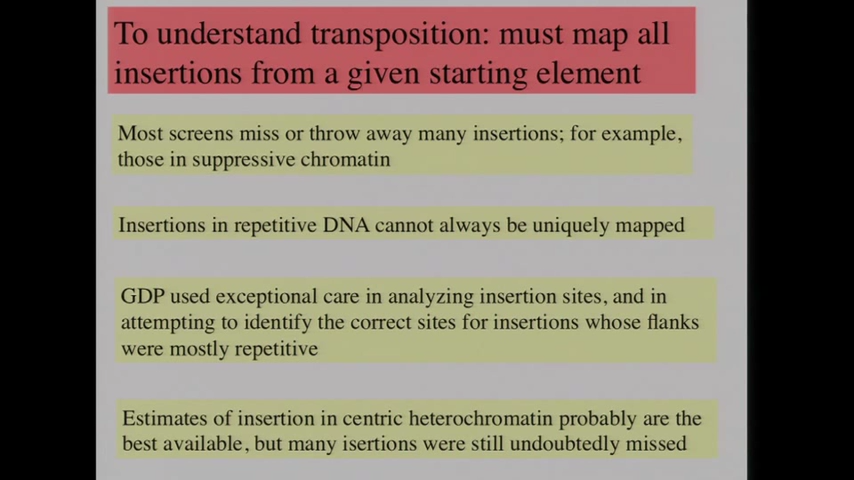 To understand transposition: must map all
insertions from a given starting element
Most screens miss or throw away many insertions; for example,
those in suppressive chromatin
Insertions in repetitive DNA cannot always be uniquely mapped
GDP used exceptional care in analyzing insertion sites, and in
attempting to identify the correct sites for insertions whose flanks
were mostly repetitive
Estimates of insertion in centric heterochromatin probably are the
best available, but many isertions were still undoubtedly missed